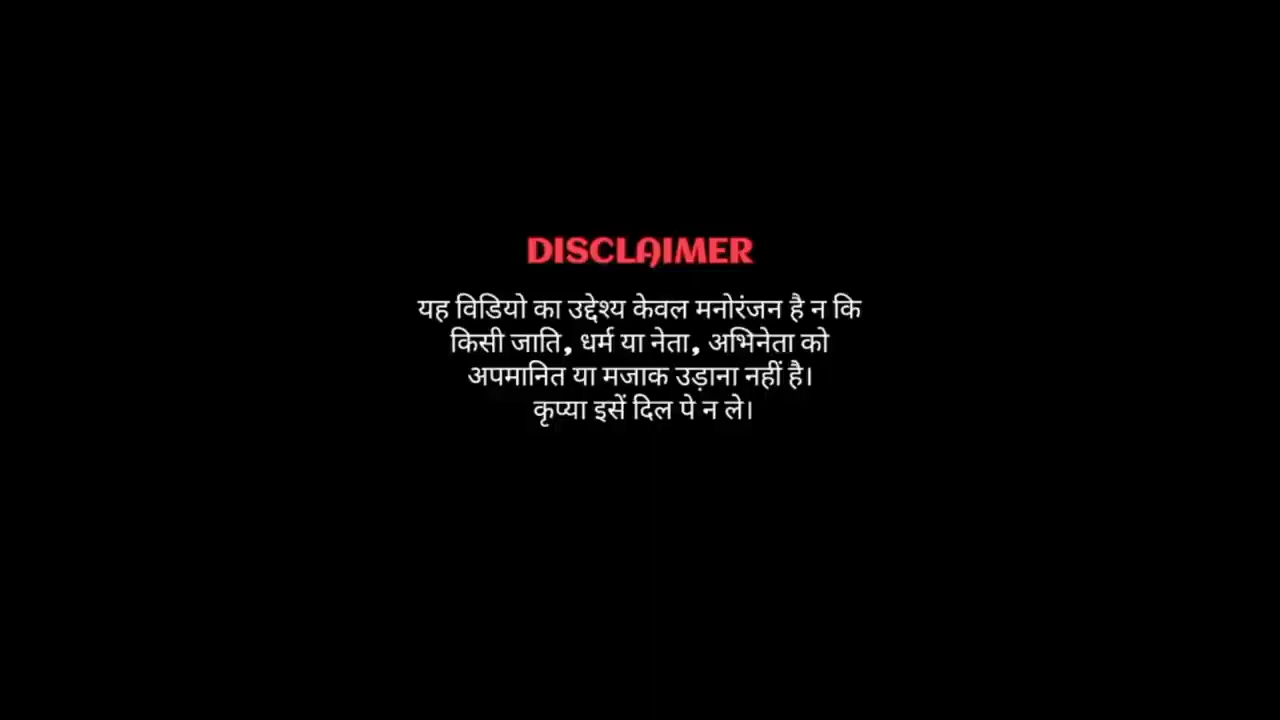 DISCLAIMER
यह विडियो का उद्देश्य केवल मनोरंजन है न कि
किसी जाति, धर्म या नेता, अभिनेता को
अपमानित या मजाक उड़ाना नहीं है।
कृप्या इसें दिल पे न ले।